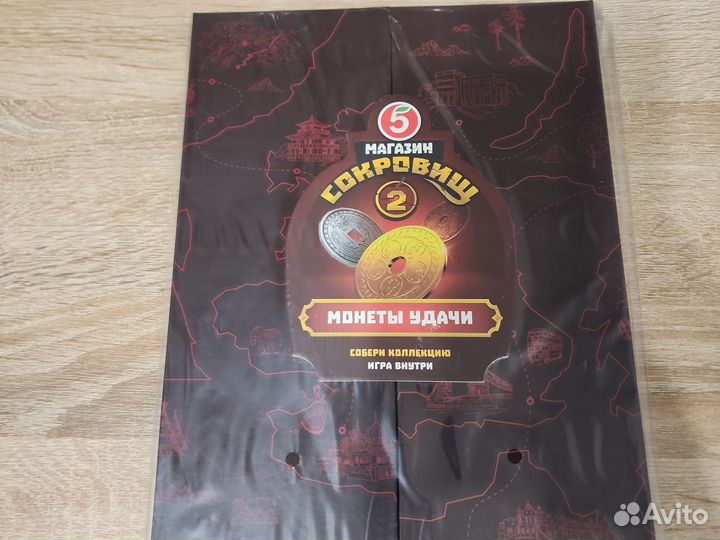 5
МАГАЗИН
СОКРОВИЩ
2
МОНЕТЫ УДАЧИ
СОБЕРИ КОЛЛЕКЦИЮ
ИГРА ВНУТРИ
Avito